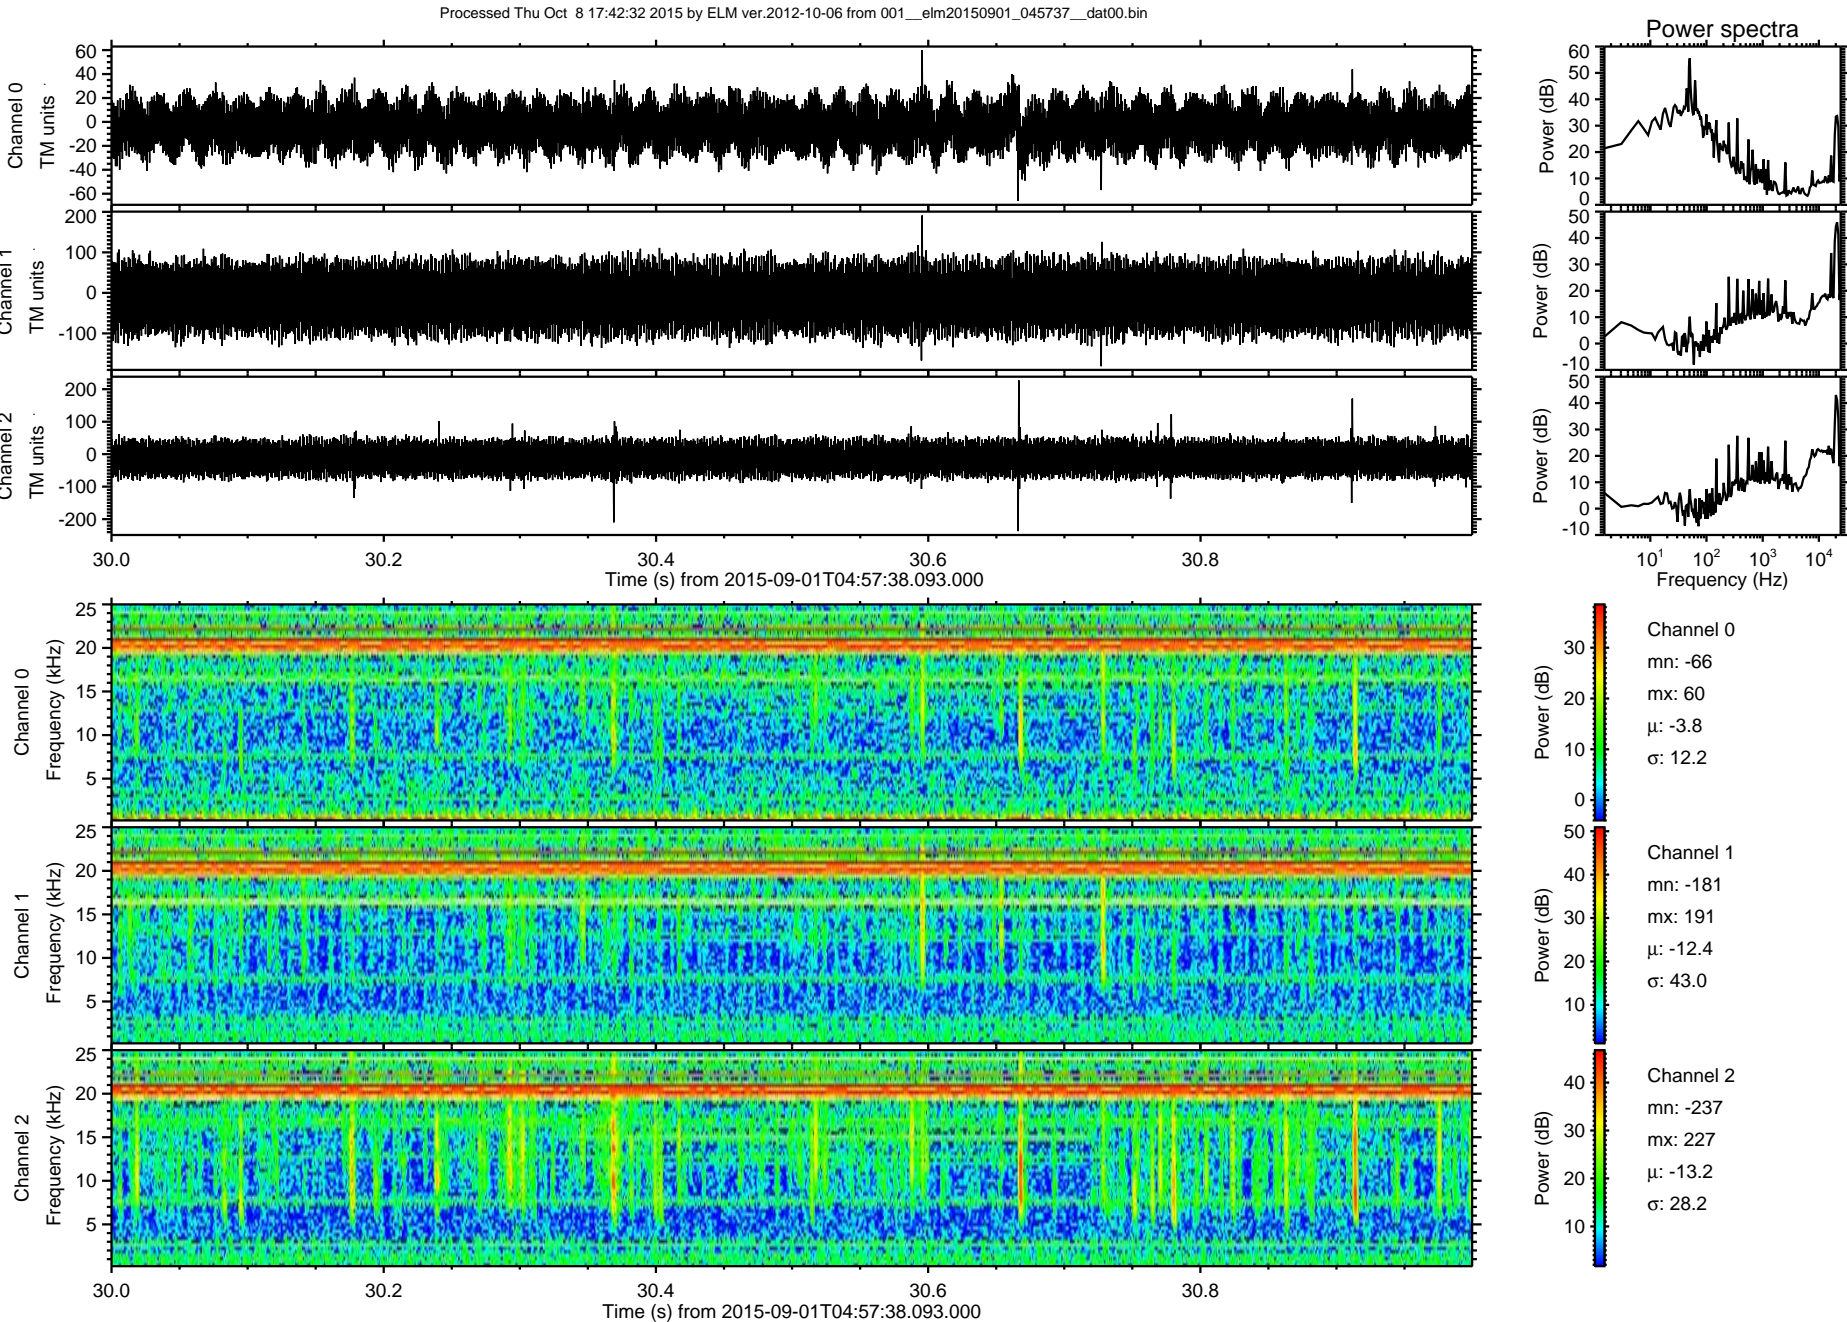 Processed Thu Oct 8 17:42:32 2015 by ELM ver.2012-10-06 from 001__elm20150901_045737__dat00.bin
Power spectra
Channel 0
TM units
60
40
20
0
-20
-40
-60
Power (dB)
60
50
40
30
20
10
0
Channel 1
TM units
200
100
0
-100
Power (dB)
50
40
30
20
10
0
-10
Channel 2
TM units
200
100
0
-100
-200
Power (dB)
50
40
30
20
10
0
-10
30.0 30.2 30.4 30.6 30.8
Time (s) from 2015-09-01T04:57:38.093.000
10¹ 10² 10³ 10⁴
Frequency (Hz)
Channel 0
Frequency (kHz)
25
20
15
10
5
Power (dB)
30
20
10
0
Channel 0
mn: -66
mx: 60
μ: -3.8
σ: 12.2
Channel 1
Frequency (kHz)
25
20
15
10
5
Power (dB)
50
40
30
20
10
Channel 1
mn: -181
mx: 191
μ: -12.4
σ: 43.0
Channel 2
Frequency (kHz)
25
20
15
10
5
Power (dB)
40
30
20
10
Channel 2
mn: -237
mx: 227
μ: -13.2
σ: 28.2
30.0 30.2 30.4 30.6 30.8
Time (s) from 2015-09-01T04:57:38.093.000